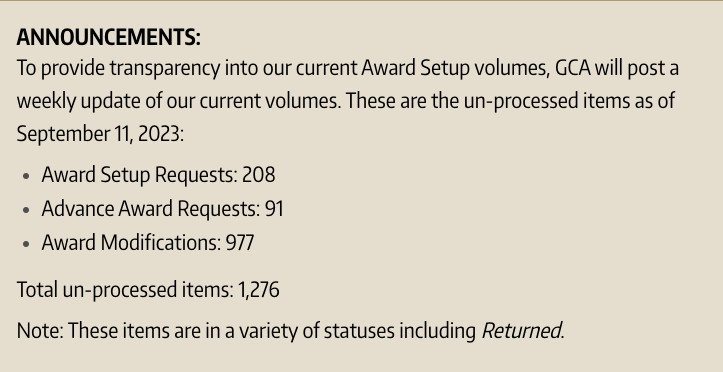 ANNOUNCEMENTS:
To provide transparency into our current Award Setup volumes, GCA will post a
weekly update of our current volumes. These are the un-processed items as of
September 11, 2023:
• Award Setup Requests: 208
• Advance Award Requests: 91
• Award Modifications: 977
Total un-processed items: 1,276
Note: These items are in a variety of statuses including Returned.